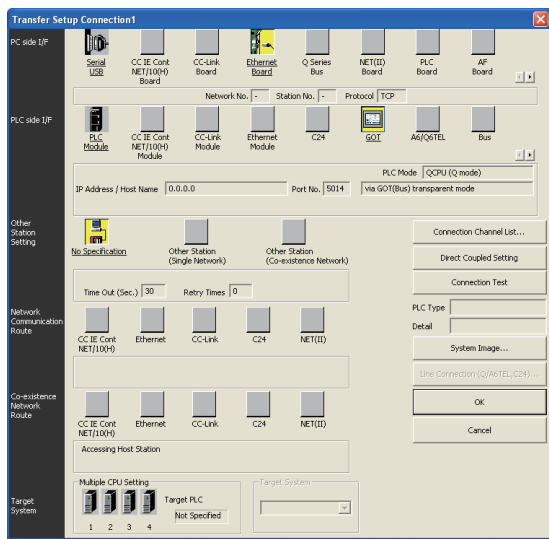 Transfer Setup Connection1
PC side I/F
Serial USB
CC IE Cont NET/10(H) Board
CC-Link Board
Ethernet Board
Q Series Bus
NET(II) Board
PLC Board
AF Board
Network No. - Station No. - Protocol TCP
PLC side I/F
PLC Module
CC IE Cont NET/10(H) Module
CC-Link Module
Ethernet Module
C24
GOT
A6/Q6TEL
Bus
PLC Mode QCPU (Q mode)
IP Address / Host Name 0.0.0.0 Port No. 5014 via GOT(Bus) transparent mode
Other Station Setting
No Specification
Other Station (Single Network)
Other Station (Co-existence Network)
Time Out (Sec.) 30 Retry Times 0
Connection Channel List...
Direct Coupled Setting
Connection Test
PLC Type
Detail
System Image...
Line Connection (Q/A6TEL,C24)...
OK
Cancel
Network Communication Route
CC IE Cont NET/10(H)
Ethernet
CC-Link
C24
NET(II)
Co-existence Network Route
CC IE Cont NET/10(H)
Ethernet
CC-Link
C24
NET(II)
Accessing Host Station
Target System
Multiple CPU Setting
1 2 3 4
Target PLC
Not Specified
Target System